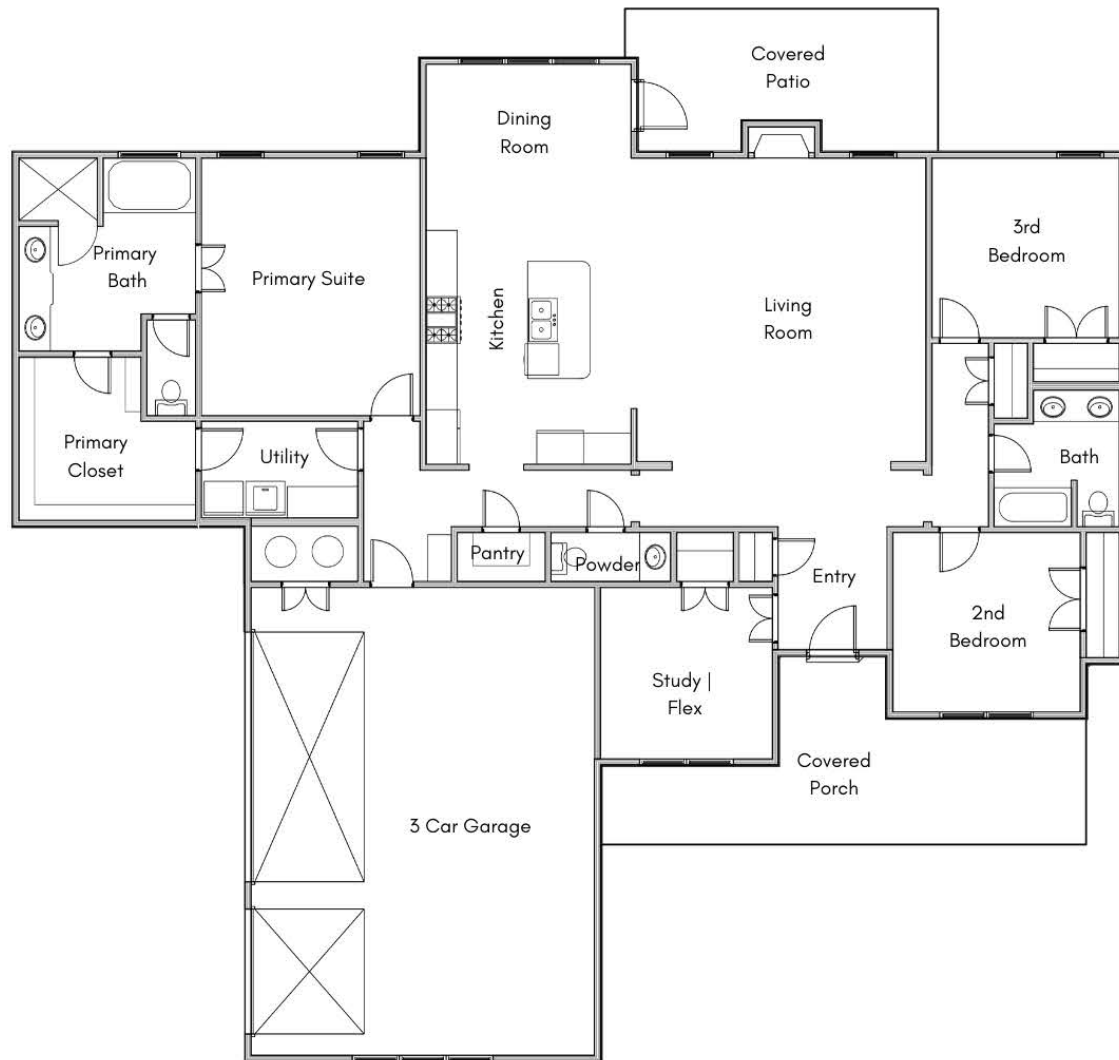 Covered
Patio
Dining
Room
3rd
Bedroom
Primary
Bath
Primary Suite
Kitchen
Living
Room
Primary
Closet
Utility
Bath
Pantry
Powder
Entry
2nd
Bedroom
Study |
Flex
Covered
Porch
3 Car Garage